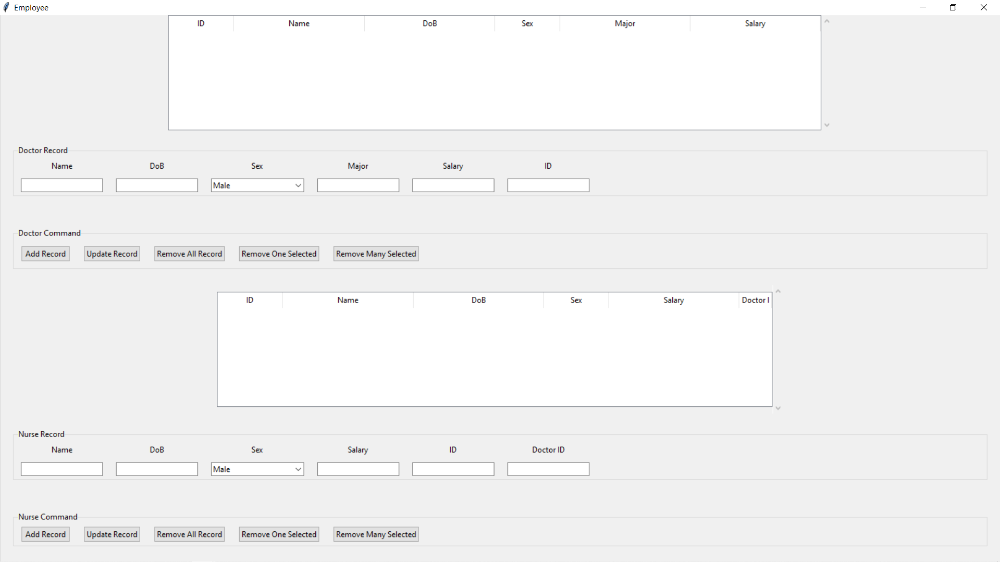 Employee
ID Name DoB Sex Major Salary
Doctor Record
Name DoB Sex Major Salary ID
Male
Doctor Command
Add Record Update Record Remove All Record Remove One Selected Remove Many Selected
ID Name DoB Sex Salary Doctor I
Nurse Record
Name DoB Sex Salary ID Doctor ID
Male
Nurse Command
Add Record Update Record Remove All Record Remove One Selected Remove Many Selected